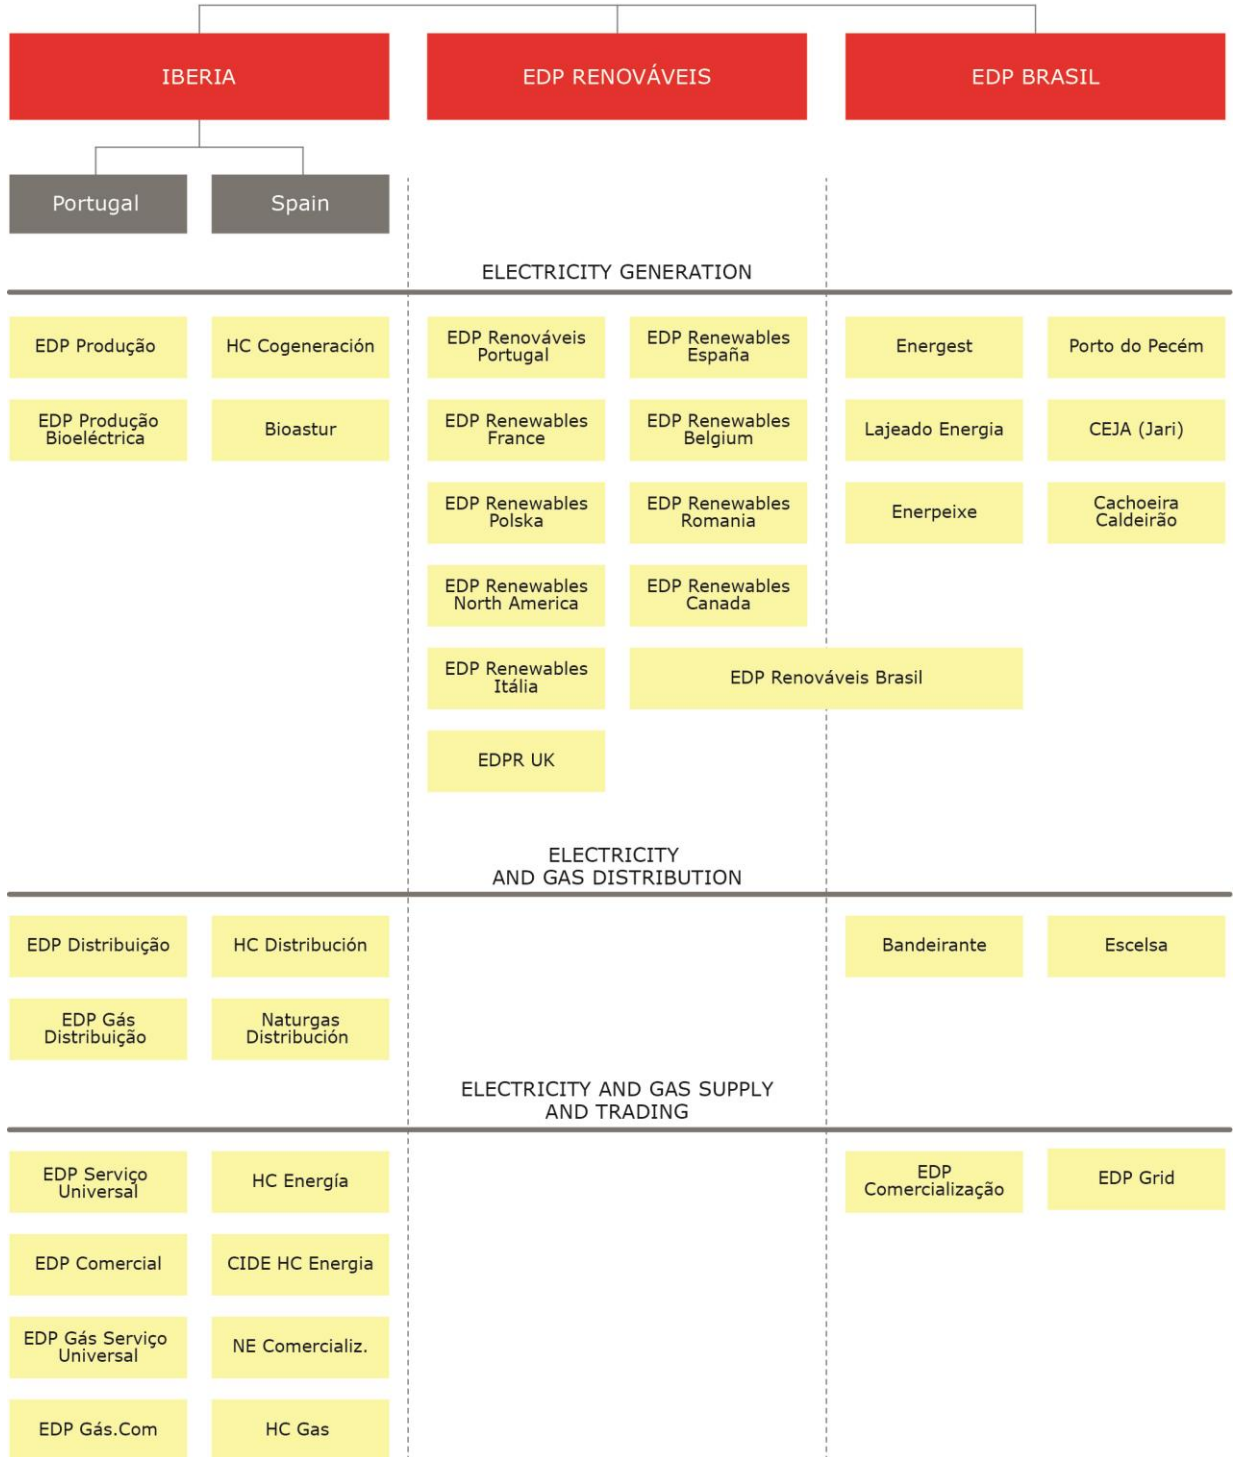 IBERIA
EDP RENOVÁVEIS
EDP BRASIL
Portugal
Spain
ELECTRICITY GENERATION
EDP Produção
HC Cogeneración
EDP Renováveis
Portugal
EDP Renewables
España
Energest
Porto do Pecém
EDP Produção
Bioeléctrica
Bioastur
EDP Renewables
France
EDP Renewables
Belgium
Lajeado Energia
CEJA (Jari)
EDP Renewables
Polska
EDP Renewables
Romania
Enerpeixe
Cachoeira
Caldeirão
EDP Renewables
North America
EDP Renewables
Canada
EDP Renewables
Itália
EDP Renováveis Brasil
EDPR UK
ELECTRICITY
AND GAS DISTRIBUTION
EDP Distribuição
HC Distribución
Bandeirante
Escelsa
EDP Gás
Distribuição
Naturgas
Distribución
ELECTRICITY AND GAS SUPPLY
AND TRADING
EDP Serviço
Universal
HC Energía
EDP
Comercialização
EDP Grid
EDP Comercial
CIDE HC Energia
EDP Gás Serviço
Universal
NE Comercializ.
EDP Gás.Com
HC Gas